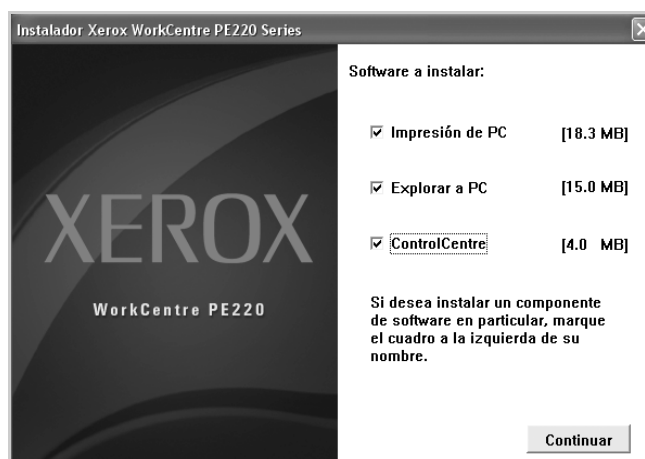 Instalador Xerox WorkCentre PE220 Series
XEROX
WorkCentre PE220
Software a instalar:
Impresión de PC [18.3 MB]
Explorar a PC [15.0 MB]
ControlCentre [4.0 MB]
Si desea instalar un componente
de software en particular, marque
el cuadro a la izquierda de su
nombre.
Continuar